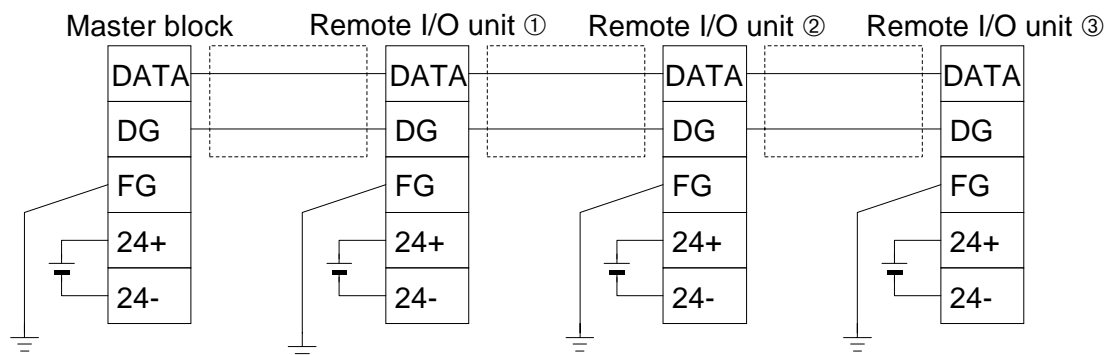 Master block Remote I/O unit ① Remote I/O unit ② Remote I/O unit ③
DATA DATA DATA DATA
DG DG DG DG
FG FG FG FG
24+ 24+ 24+ 24+
24- 24- 24- 24-